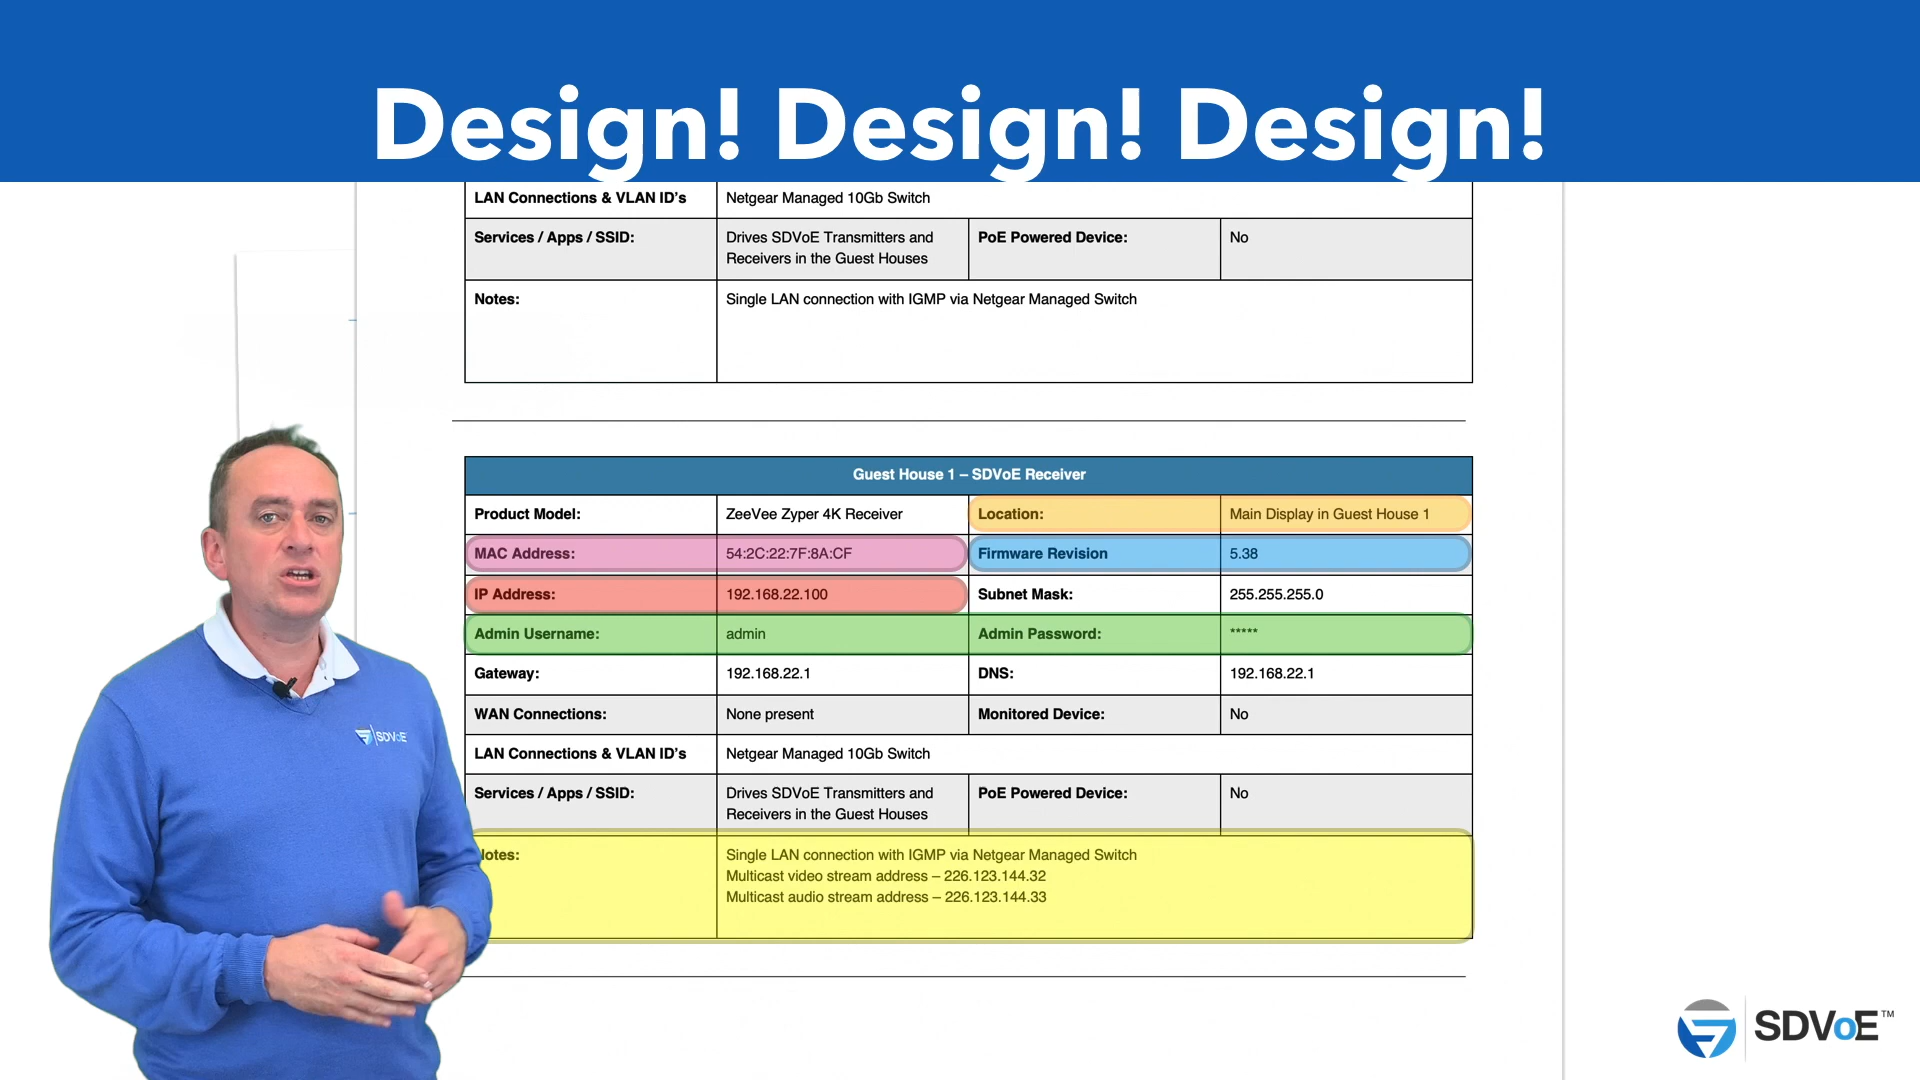 Design! Design! Design!
LAN Connections & VLAN ID's Netgear Managed 10Gb Switch
Services / Apps / SSID: Drives SDVoE Transmitters and Receivers in the Guest Houses PoE Powered Device: No
Notes: Single LAN connection with IGMP via Netgear Managed Switch
Guest House 1 – SDVoE Receiver
Product Model: ZeeVee Zyper 4K Receiver Location: Main Display in Guest House 1
MAC Address: 54:2C:22:7F:8A:CF Firmware Revision 5.38
IP Address: 192.168.22.100 Subnet Mask: 255.255.255.0
Admin Username: admin Admin Password: *****
Gateway: 192.168.22.1 DNS: 192.168.22.1
WAN Connections: None present Monitored Device: No
LAN Connections & VLAN ID's Netgear Managed 10Gb Switch
Services / Apps / SSID: Drives SDVoE Transmitters and Receivers in the Guest Houses PoE Powered Device: No
Notes: Single LAN connection with IGMP via Netgear Managed Switch
Multicast video stream address – 226.123.144.32
Multicast audio stream address – 226.123.144.33
SDVoE
SDVoE™